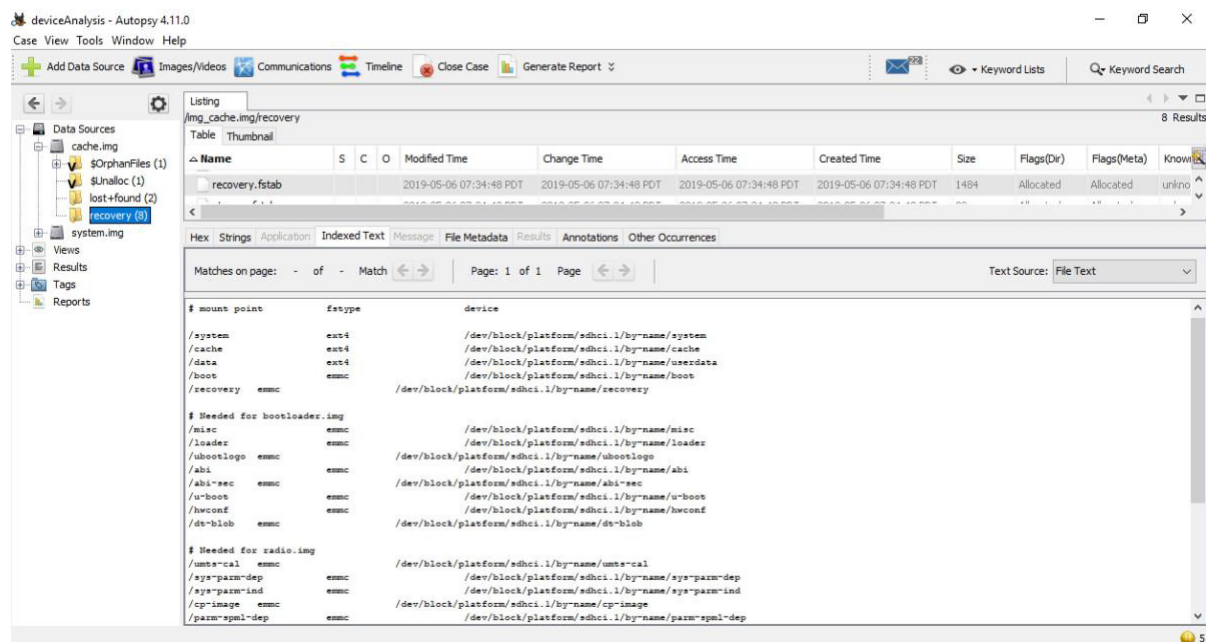 deviceAnalysis - Autopsy 4.11.0
Case View Tools Window Help
Add Data Source Images/Videos Communications Timeline Close Case Generate Report 223 Keyword Lists Keyword Search
Listing
/img_cache.img/recovery 8 Results
Table Thumbnail
Name S C O Modified Time Change Time Access Time Created Time Size Flags(Dir) Flags(Meta) Known
recovery.fstab 2019-05-06 07:34:48 PDT 2019-05-06 07:34:48 PDT 2019-05-06 07:34:48 PDT 2019-05-06 07:34:48 PDT 1484 Allocated Allocated unkno
Data Sources
cache.img
$OrphanFiles (1)
$Unalloc (1)
lost+found (2)
recovery (8)
system.img
Views
Results
Tags
Reports
Hex Strings Application Indexed Text Message File Metadata Results Annotations Other Occurrences
Matches on page: - of - Match Page: 1 of 1 Page Text Source: File Text
# mount point fstype device
/system ext4 /dev/block/platform/sdhci.1/by-name/system
/cache ext4 /dev/block/platform/sdhci.1/by-name/cache
/data ext4 /dev/block/platform/sdhci.1/by-name/userdata
/boot emmc /dev/block/platform/sdhci.1/by-name/boot
/recovery emmc /dev/block/platform/sdhci.1/by-name/recovery
# Needed for bootloader.img
/misc emmc /dev/block/platform/sdhci.1/by-name/misc
/loader emmc /dev/block/platform/sdhci.1/by-name/loader
/ubootlogo emmc /dev/block/platform/sdhci.1/by-name/ubootlogo
/abi emmc /dev/block/platform/sdhci.1/by-name/abi
/abi-sec emmc /dev/block/platform/sdhci.1/by-name/abi-sec
/u-boot emmc /dev/block/platform/sdhci.1/by-name/u-boot
/hwconf emmc /dev/block/platform/sdhci.1/by-name/hwconf
/dt-blob emmc /dev/block/platform/sdhci.1/by-name/dt-blob
# Needed for radio.img
/umts-cal emmc /dev/block/platform/sdhci.1/by-name/umts-cal
/sys-parm-dep emmc /dev/block/platform/sdhci.1/by-name/sys-parm-dep
/sys-parm-ind emmc /dev/block/platform/sdhci.1/by-name/sys-parm-ind
/cp-image emmc /dev/block/platform/sdhci.1/by-name/cp-image
/parm-spml-dep emmc /dev/block/platform/sdhci.1/by-name/parm-spml-dep
5